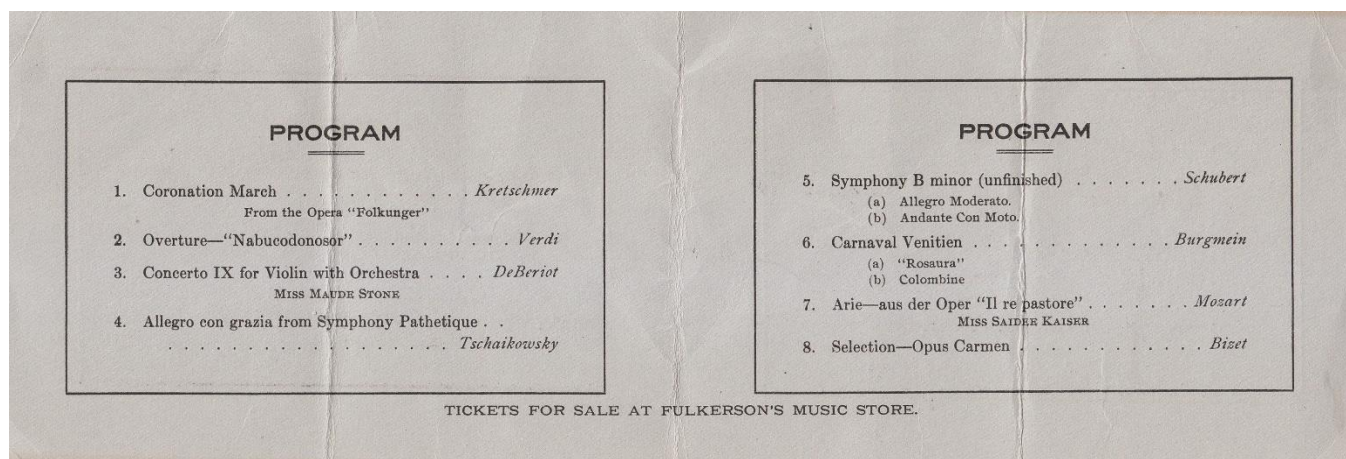 PROGRAM
1. Coronation March . . . . . . . . . . . . Kretschmer
From the Opera "Folkunger"
2. Overture—"Nabucodonosor" . . . . . . . . . . Verdi
3. Concerto IX for Violin with Orchestra . . . . DeBeriot
MISS MAUDE STONE
4. Allegro con grazia from Symphony Pathetique . .
. . . . . . . . . . . . . . . . . . . Tschaikowsky
PROGRAM
5. Symphony B minor (unfinished) . . . . . . . Schubert
(a) Allegro Moderato.
(b) Andante Con Moto.
6. Carnaval Venitien . . . . . . . . . . . . . Burgmein
(a) "Rosaura"
(b) Colombine
7. Arie—aus der Oper "Il re pastore" . . . . . . . Mozart
MISS SAIDEE KAISER
8. Selection—Opus Carmen . . . . . . . . . . . . Bizet
TICKETS FOR SALE AT FULKERSON'S MUSIC STORE.